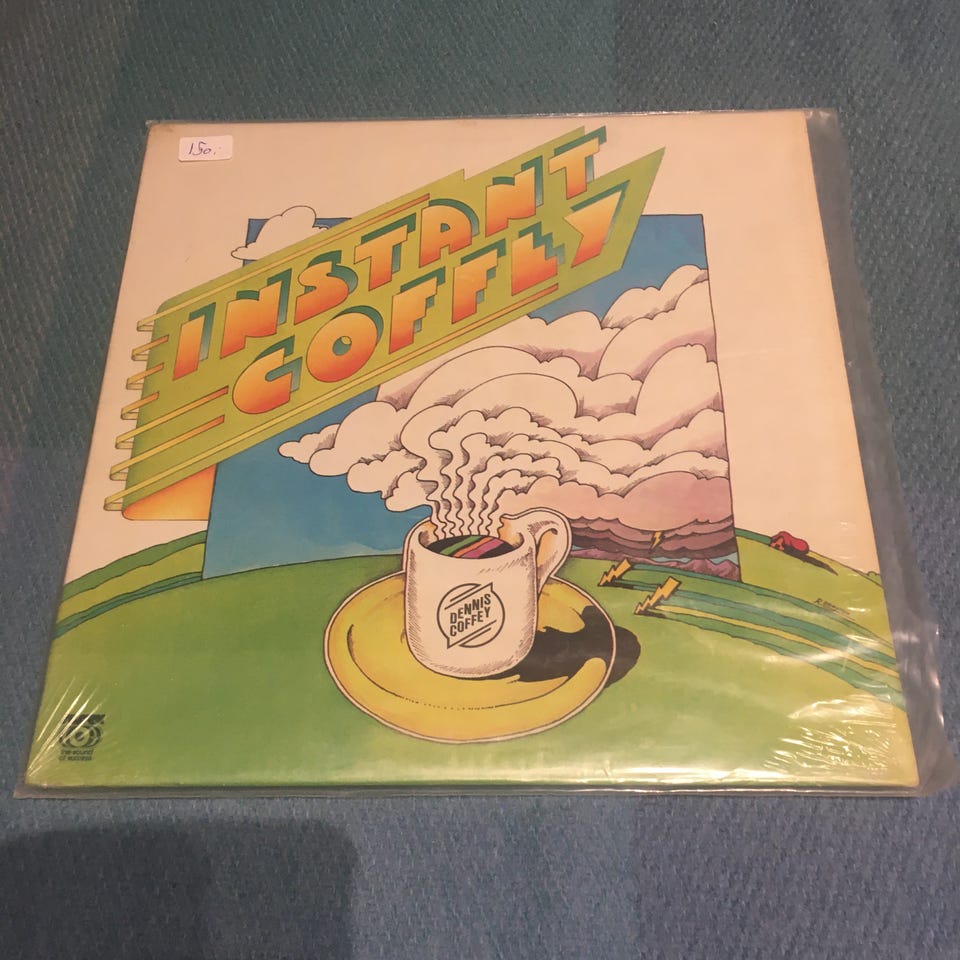 150,-
INSTANT
COFFEY
DENNIS
COFFEY
the sound
of success